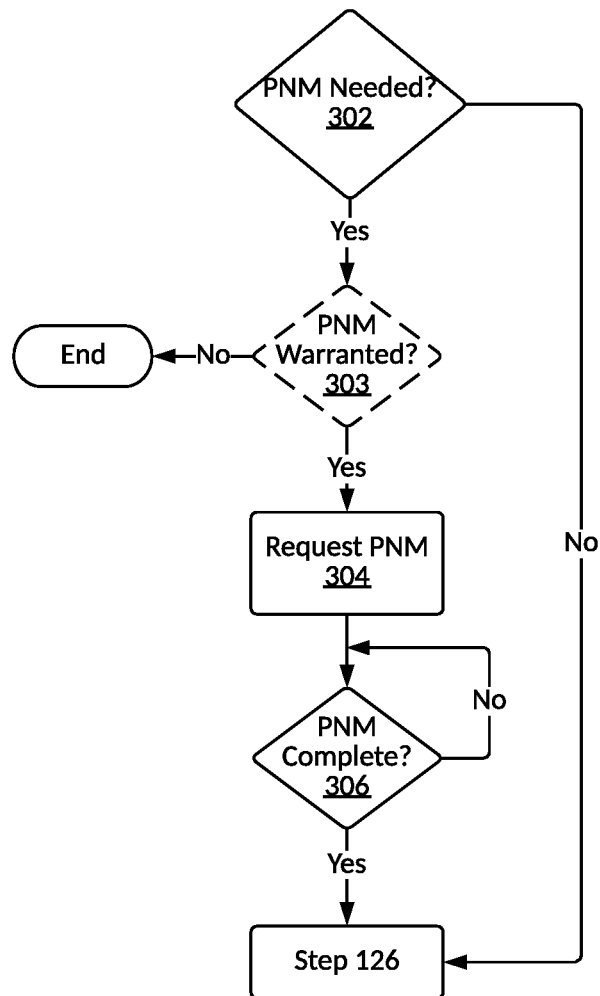 PNM Needed?
302
Yes
PNM
Warranted?
303
No
End
Yes
Request PNM
304
No
PNM
Complete?
306
No
Yes
Step 126